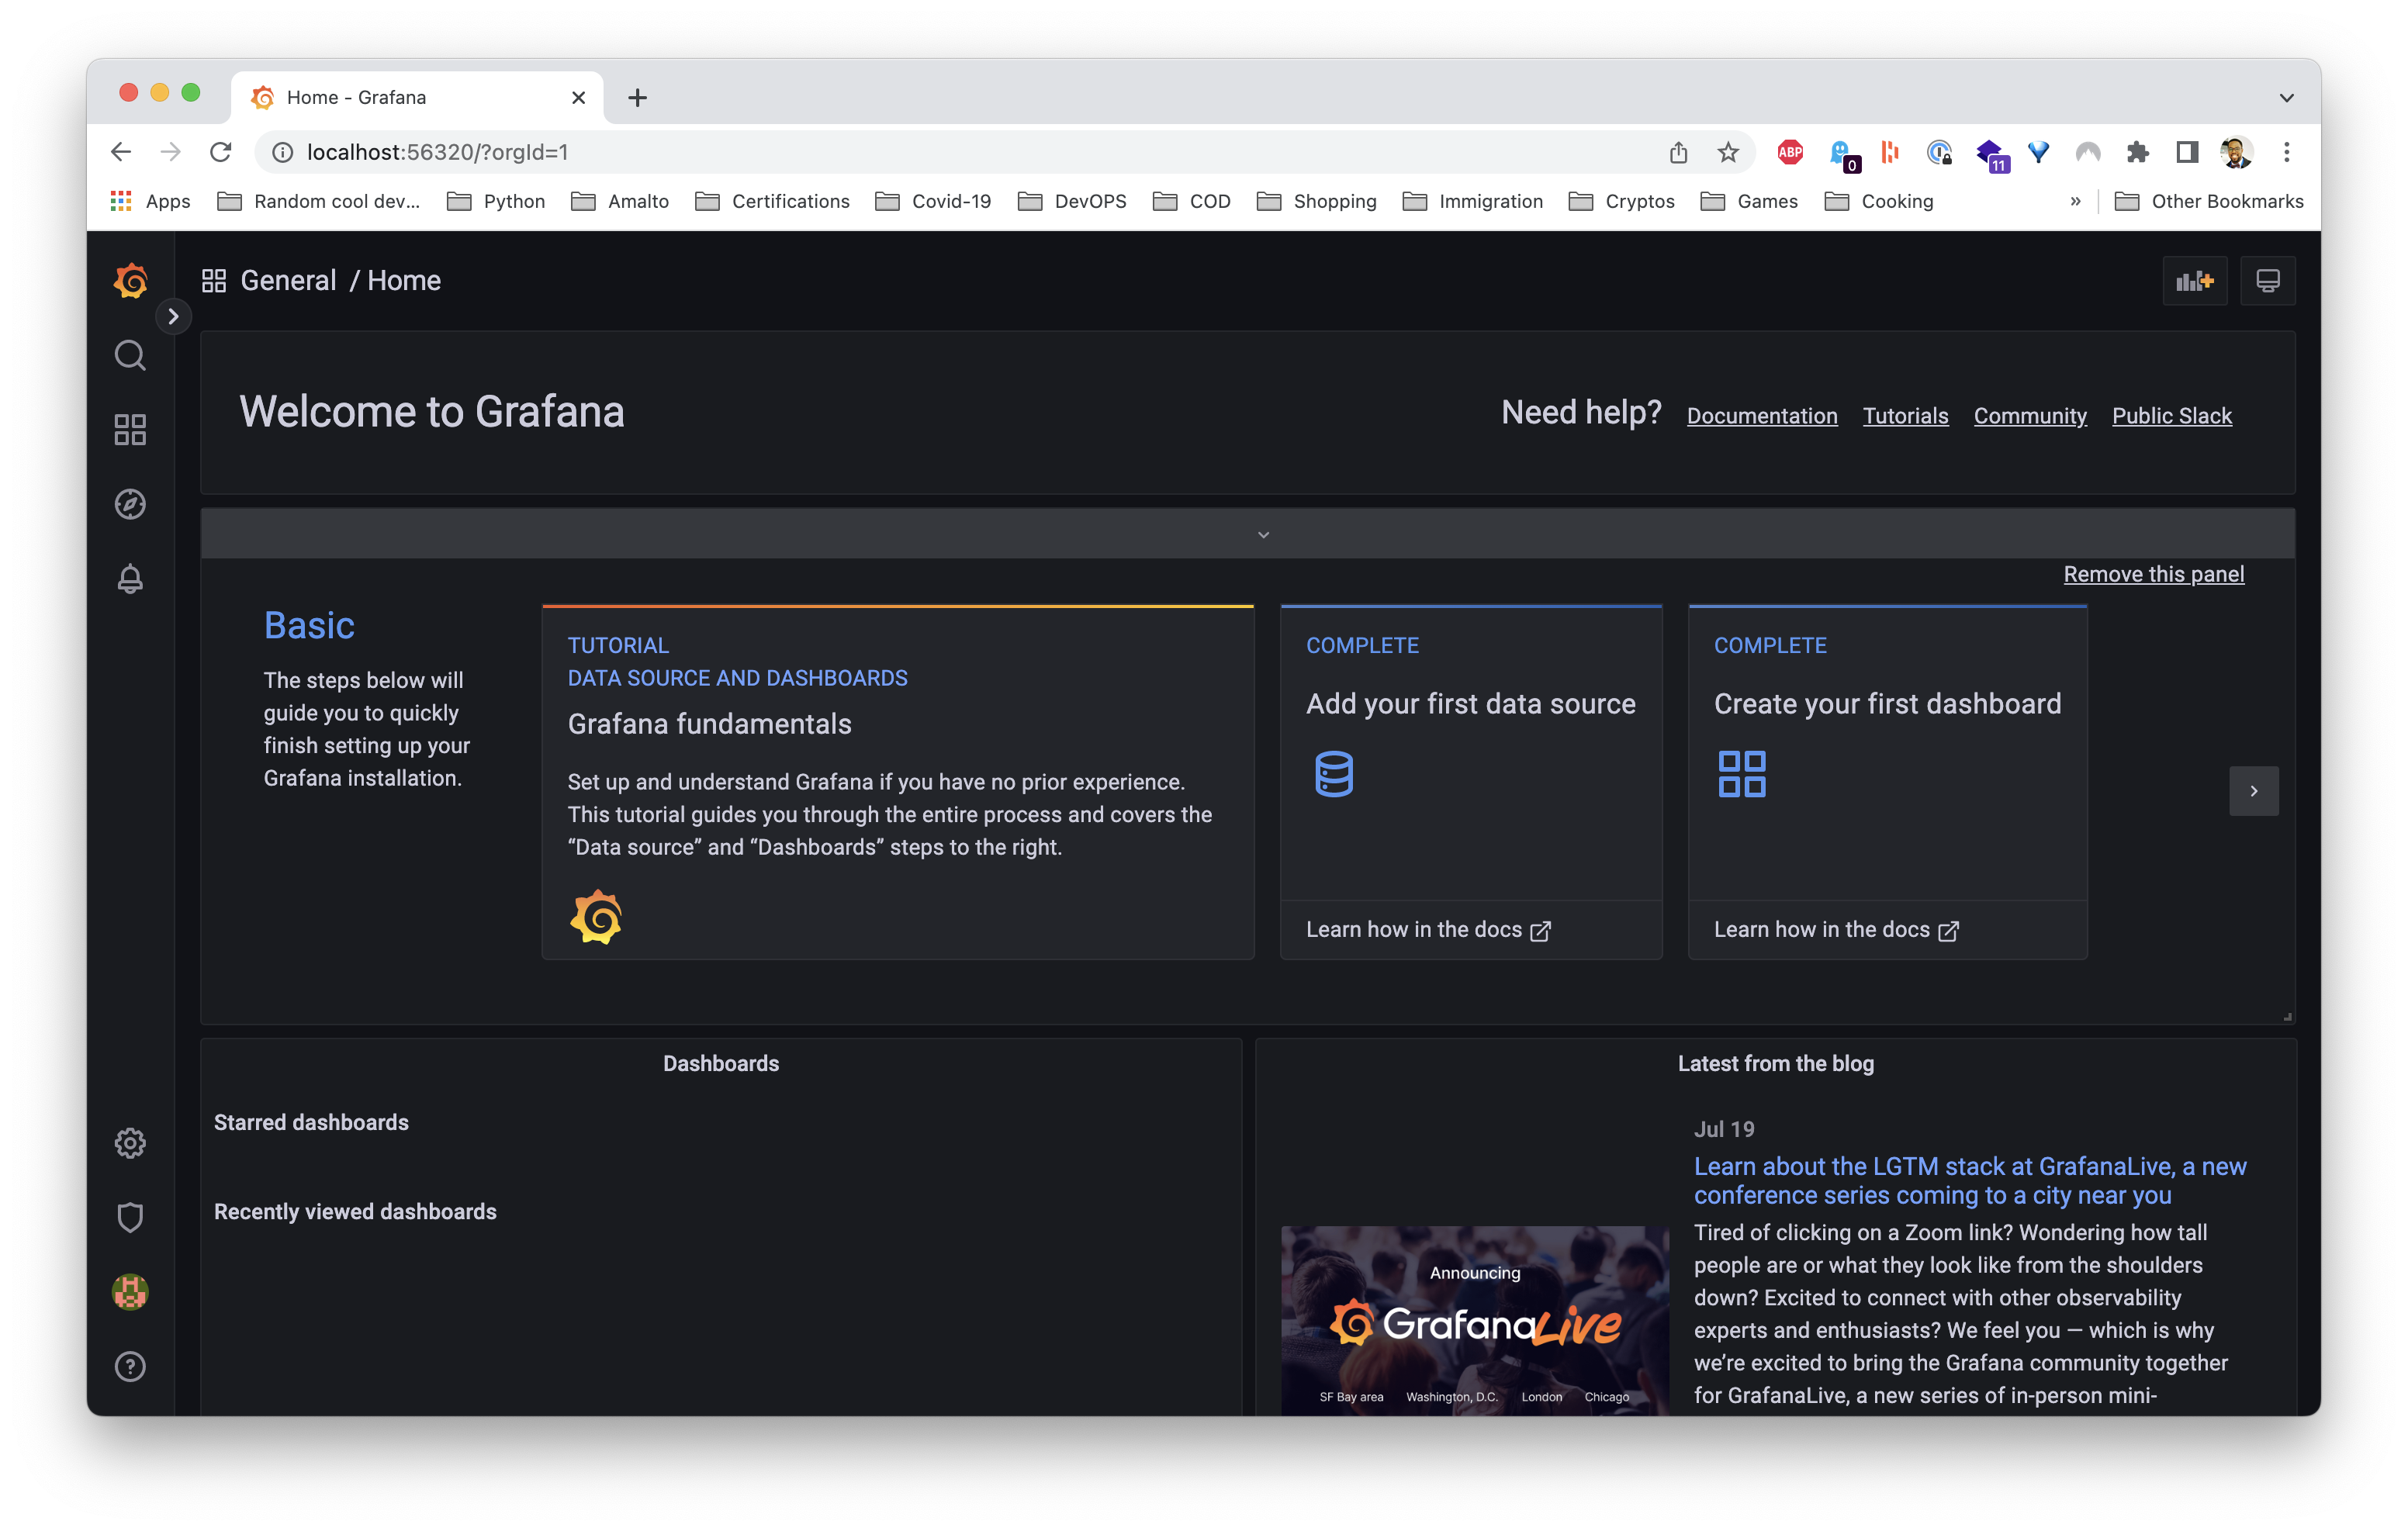 Home - Grafana
localhost:56320/?orgId=1
ABP
0
11
Apps
Random cool dev...
Python
Amalto
Certifications
Covid-19
DevOPS
COD
Shopping
Immigration
Cryptos
Games
Cooking
»
Other Bookmarks
General / Home
Welcome to Grafana
Need help?
Documentation
Tutorials
Community
Public Slack
Remove this panel
Basic
The steps below will
guide you to quickly
finish setting up your
Grafana installation.
TUTORIAL
DATA SOURCE AND DASHBOARDS
Grafana fundamentals
Set up and understand Grafana if you have no prior experience.
This tutorial guides you through the entire process and covers the
“Data source” and “Dashboards” steps to the right.
COMPLETE
Add your first data source
Learn how in the docs
COMPLETE
Create your first dashboard
Learn how in the docs
Dashboards
Starred dashboards
Recently viewed dashboards
Latest from the blog
Jul 19
Learn about the LGTM stack at GrafanaLive, a new
conference series coming to a city near you
Tired of clicking on a Zoom link? Wondering how tall
people are or what they look like from the shoulders
down? Excited to connect with other observability
experts and enthusiasts? We feel you — which is why
we’re excited to bring the Grafana community together
for GrafanaLive, a new series of in-person mini-
Announcing
GrafanaLive
SF Bay area
Washington, D.C.
London
Chicago